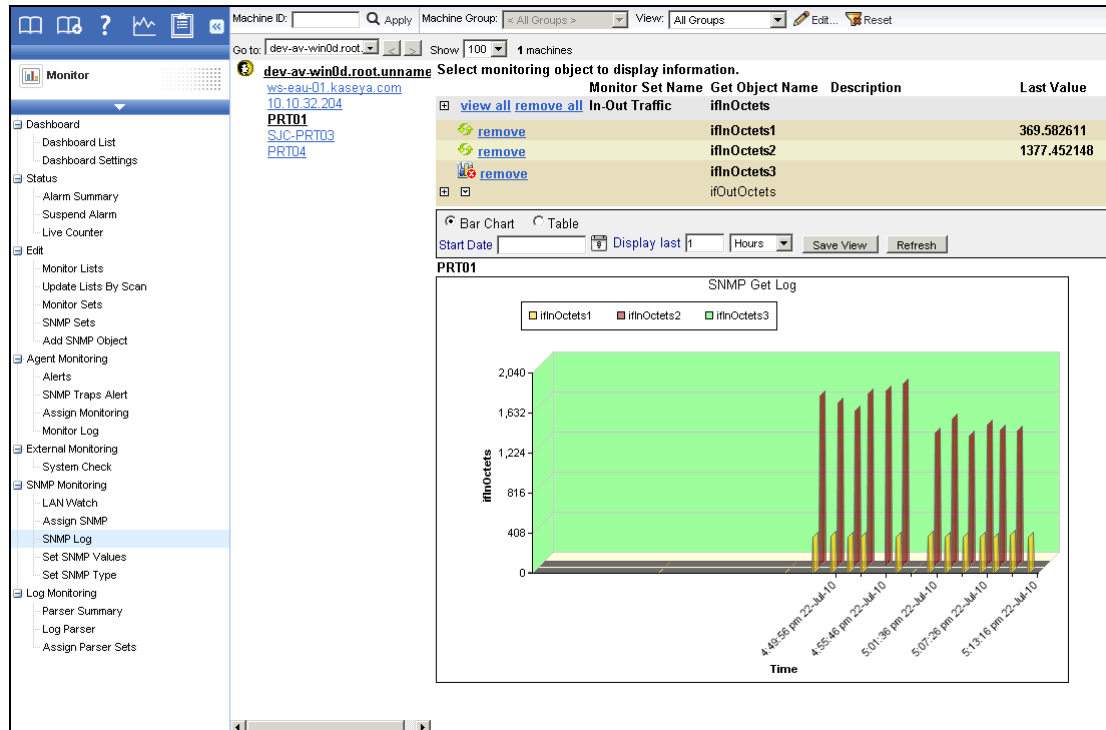 Machine ID: Apply Machine Group: < All Groups > View: All Groups Edit... Reset
Go to: dev-av-win0d.root. < > Show 100 1 machines
Monitor
Dashboard
Dashboard List
Dashboard Settings
Status
Alarm Summary
Suspend Alarm
Live Counter
Edit
Monitor Lists
Update Lists By Scan
Monitor Sets
SNMP Sets
Add SNMP Object
Agent Monitoring
Alerts
SNMP Traps Alert
Assign Monitoring
Monitor Log
External Monitoring
System Check
SNMP Monitoring
LAN Watch
Assign SNMP
SNMP Log
Set SNMP Values
Set SNMP Type
Log Monitoring
Parser Summary
Log Parser
Assign Parser Sets
dev-av-win0d.root.unname
ws-eau-01.kaseya.com
10.10.32.204
PRT01
SJC-PRT03
PRT04
Select monitoring object to display information.
Monitor Set Name Get Object Name Description Last Value
view all remove all In-Out Traffic ifInOctets
remove ifInOctets1 369.582611
remove ifInOctets2 1377.452148
remove ifInOctets3
ifOutOctets
Bar Chart Table
Start Date Display last 1 Hours Save View Refresh
PRT01
SNMP Get Log
ifInOctets1 ifInOctets2 ifInOctets3
2,040
1,632
1,224
816
408
0
ifInOctets
4:49:56 pm 22-Jul-10
4:55:46 pm 22-Jul-10
5:01:36 pm 22-Jul-10
5:07:26 pm 22-Jul-10
5:13:16 pm 22-Jul-10
Time